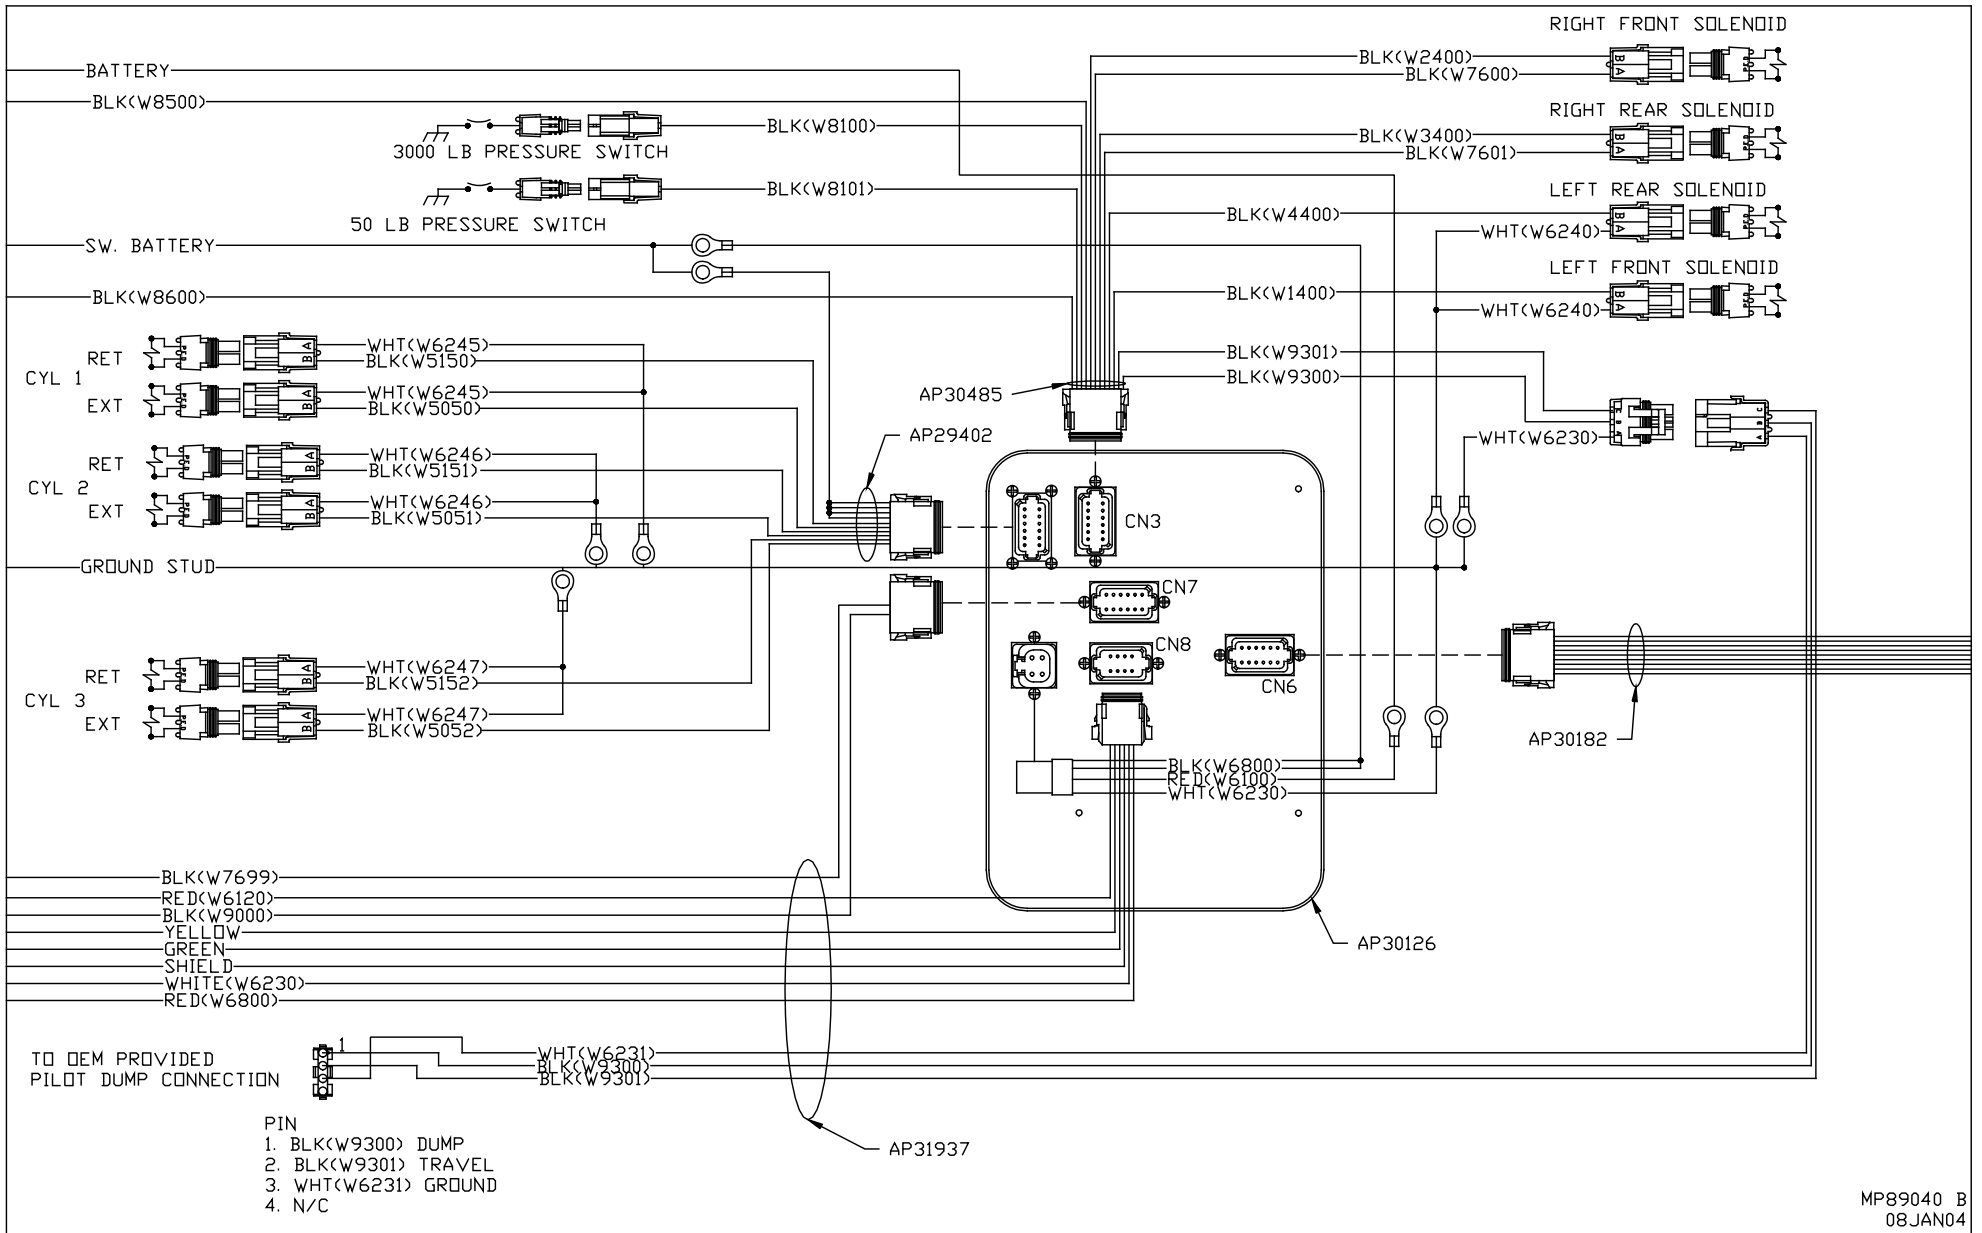 RIGHT FRONT SOLENOID
BATTERY
BLK(W2400)
BLK(W7600)
B
A
BLK(W8500)
RIGHT REAR SOLENOID
BLK(W8100)
3000 LB PRESSURE SWITCH
BLK(W3400)
BLK(W7601)
B
A
BLK(W8101)
50 LB PRESSURE SWITCH
LEFT REAR SOLENOID
BLK(W4400)
WHT(W6240)
B
A
SW. BATTERY
LEFT FRONT SOLENOID
BLK(W8600)
BLK(W1400)
WHT(W6240)
B
A
CYL 1
RET
A
B
WHT(W6245)
BLK(W5150)
EXT
A
B
WHT(W6245)
BLK(W5050)
BLK(W9301)
BLK(W9300)
WHT(W6230)
C
B
A
AP30485
AP29402
CYL 2
RET
A
B
WHT(W6246)
BLK(W5151)
EXT
A
B
WHT(W6246)
BLK(W5051)
CN3
GROUND STUD
CN7
CN8
CN6
CYL 3
RET
A
B
WHT(W6247)
BLK(W5152)
EXT
A
B
WHT(W6247)
BLK(W5052)
AP30182
BLK(W6800)
RED(W6100)
WHT(W6230)
BLK(W7699)
RED(W6120)
BLK(W9000)
YELLOW
GREEN
SHIELD
WHITE(W6230)
RED(W6800)
AP30126
TO OEM PROVIDED
PILOT DUMP CONNECTION
1
WHT(W6231)
BLK(W9300)
BLK(W9301)
PIN
1. BLK(W9300) DUMP
2. BLK(W9301) TRAVEL
3. WHT(W6231) GROUND
4. N/C
AP31937
MP89040 B
08JAN04